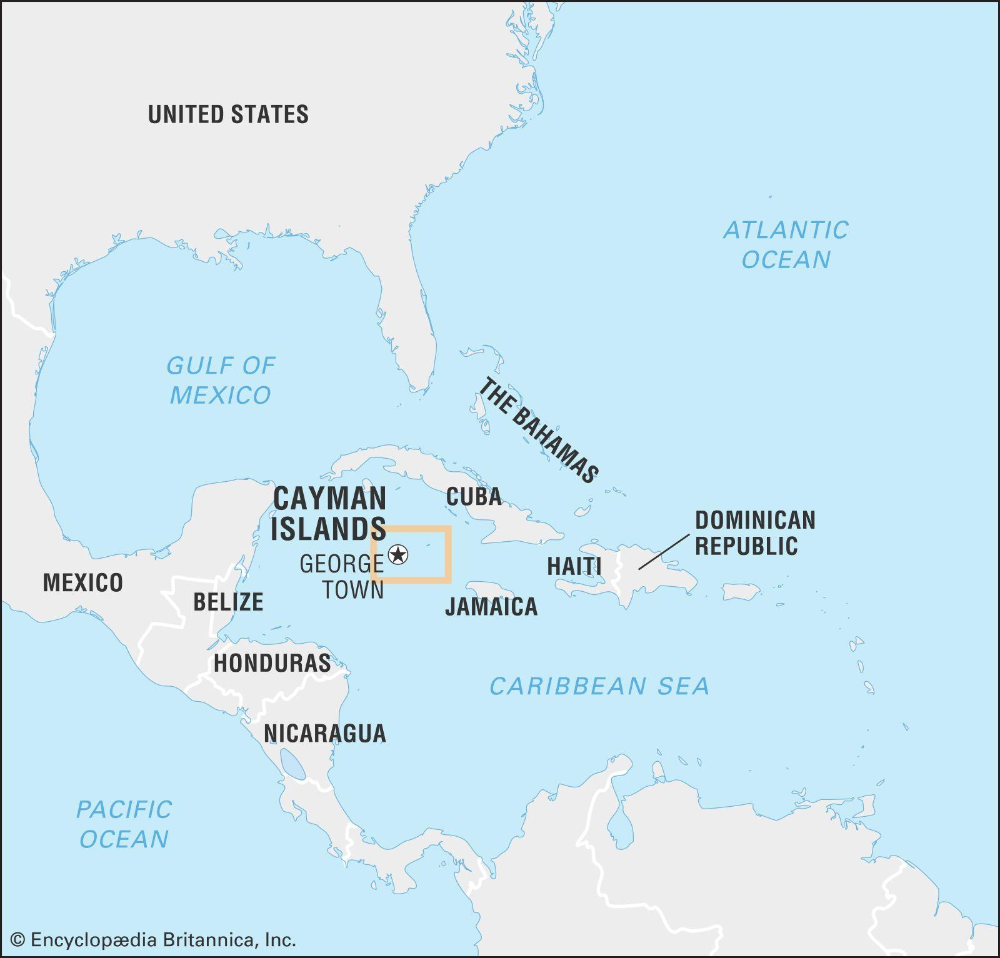 UNITED STATES
ATLANTIC
OCEAN
GULF OF
MEXICO
THE BAHAMAS
CAYMAN
ISLANDS
CUBA
GEORGE
TOWN
DOMINICAN
REPUBLIC
HAITI
MEXICO
BELIZE
JAMAICA
HONDURAS
CARIBBEAN SEA
NICARAGUA
PACIFIC
OCEAN
© Encyclopædia Britannica, Inc.